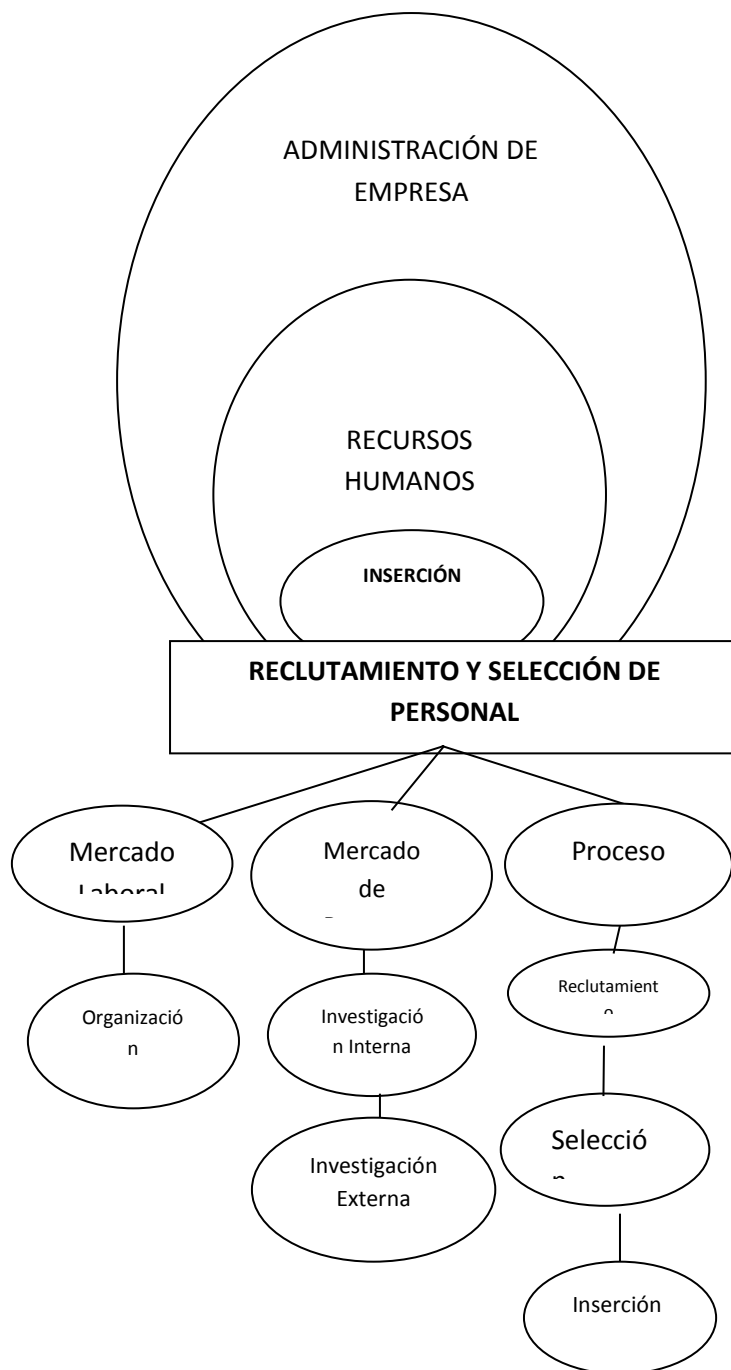 ADMINISTRACIÓN DE
EMPRESA
RECURSOS
HUMANOS
INSERCIÓN
RECLUTAMIENTO Y SELECCIÓN DE
PERSONAL
Mercado
Laboral
Mercado
de
Proceso
Organizació
n
Investigació
n Interna
Investigación
Externa
Reclutamient
o
Selecció
n
Inserción